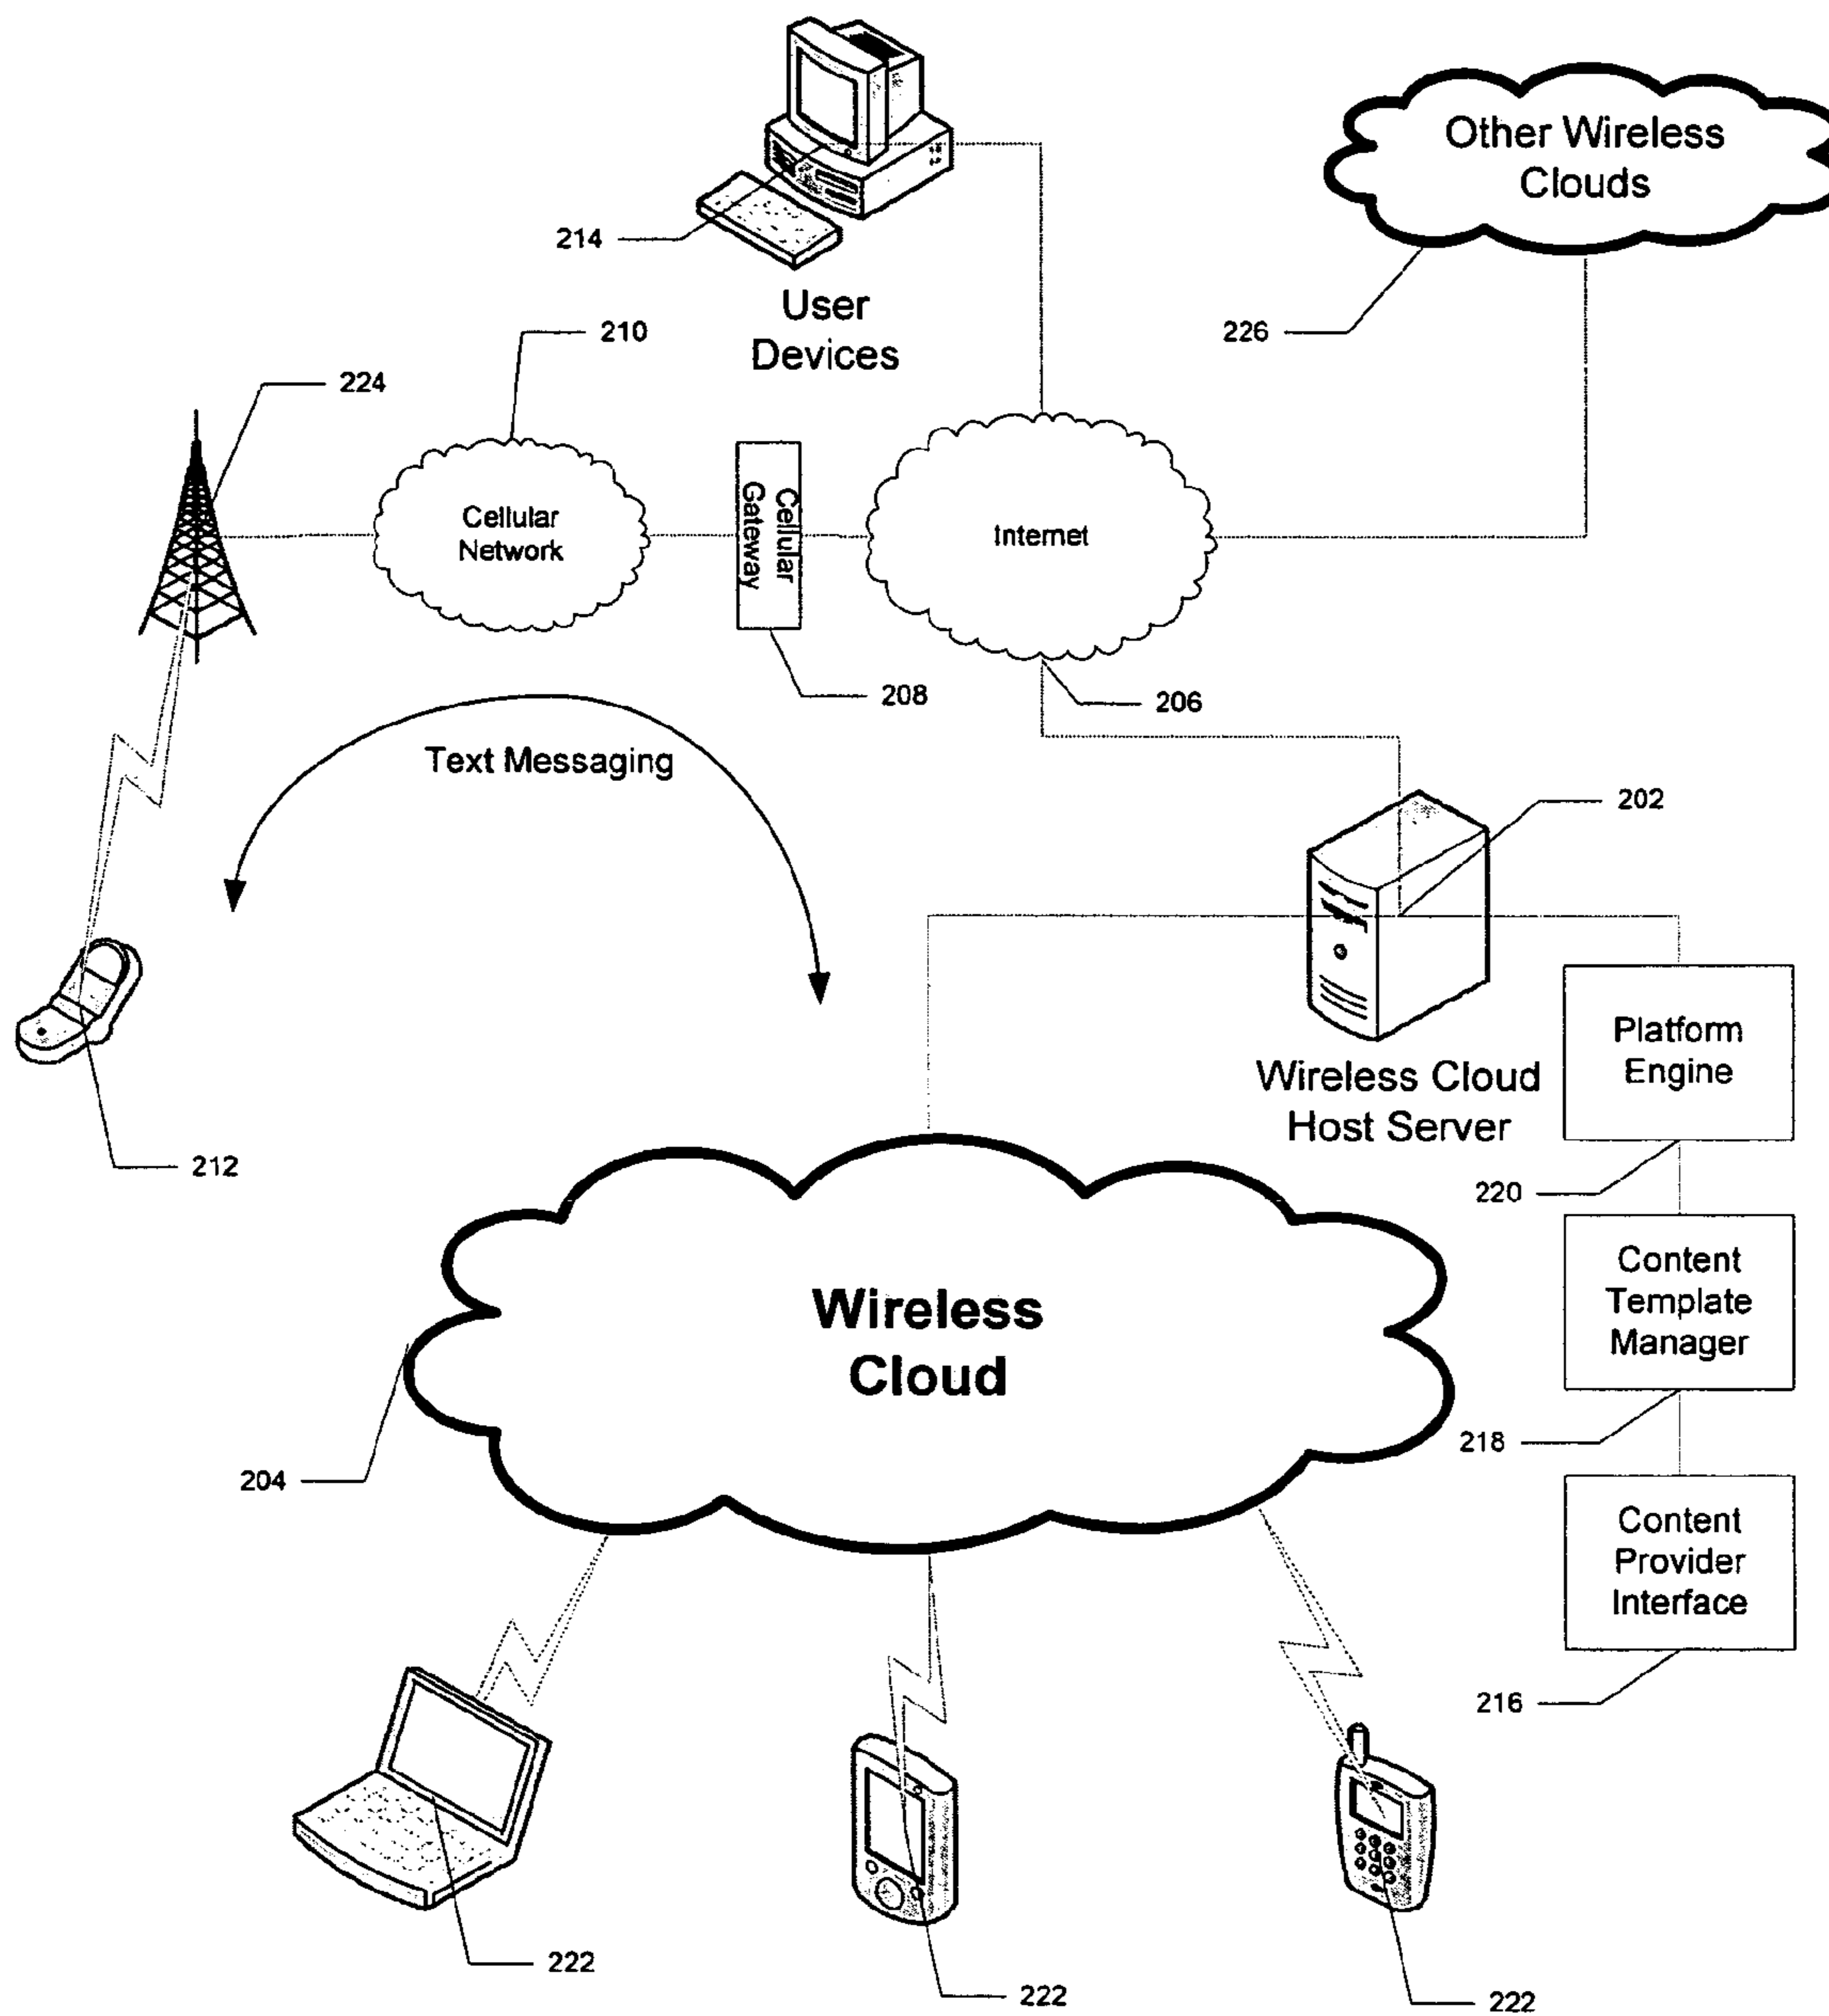 Other Wireless
Clouds
214
User
Devices
226
210
224
Cellular
Network
Cellular
Gateway
Internet
208
206
Text Messaging
202
212
Wireless Cloud
Host Server
Platform
Engine
220
Wireless
Cloud
Content
Template
Manager
218
204
Content
Provider
Interface
216
222
222
222